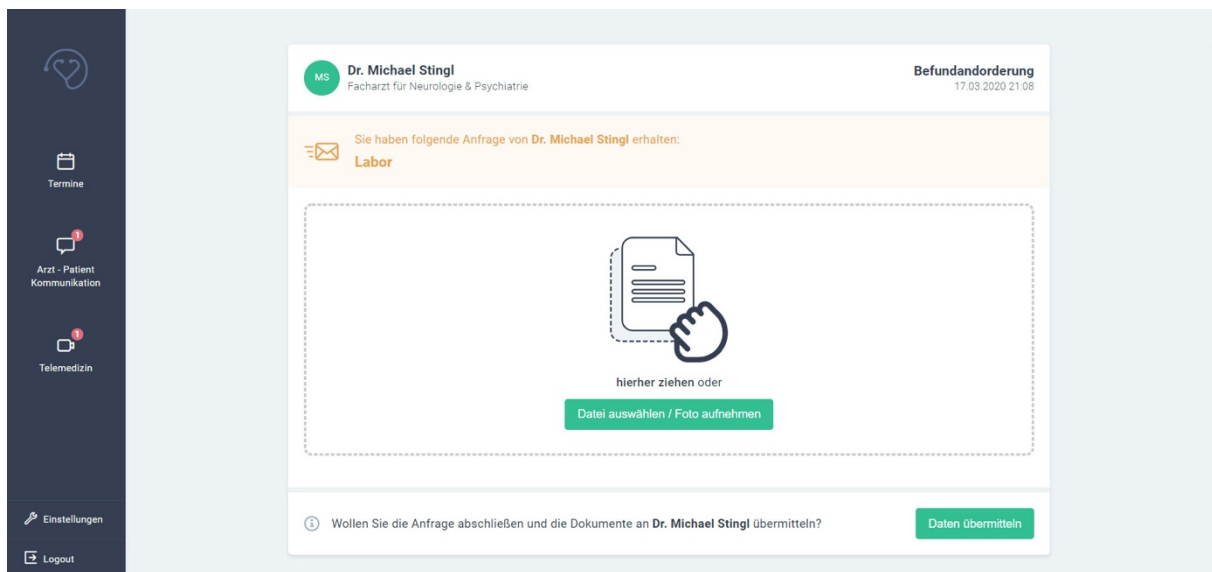 Termine
1
Arzt - Patient
Kommunikation
1
Telemedizin
Einstellungen
Logout
MS
Dr. Michael Stingl
Facharzt für Neurologie & Psychiatrie
Befundandorderung
17.03.2020 21:08
Sie haben folgende Anfrage von Dr. Michael Stingl erhalten:
Labor
hierher ziehen oder
Datei auswählen / Foto aufnehmen
Wollen Sie die Anfrage abschließen und die Dokumente an Dr. Michael Stingl übermitteln?
Daten übermitteln